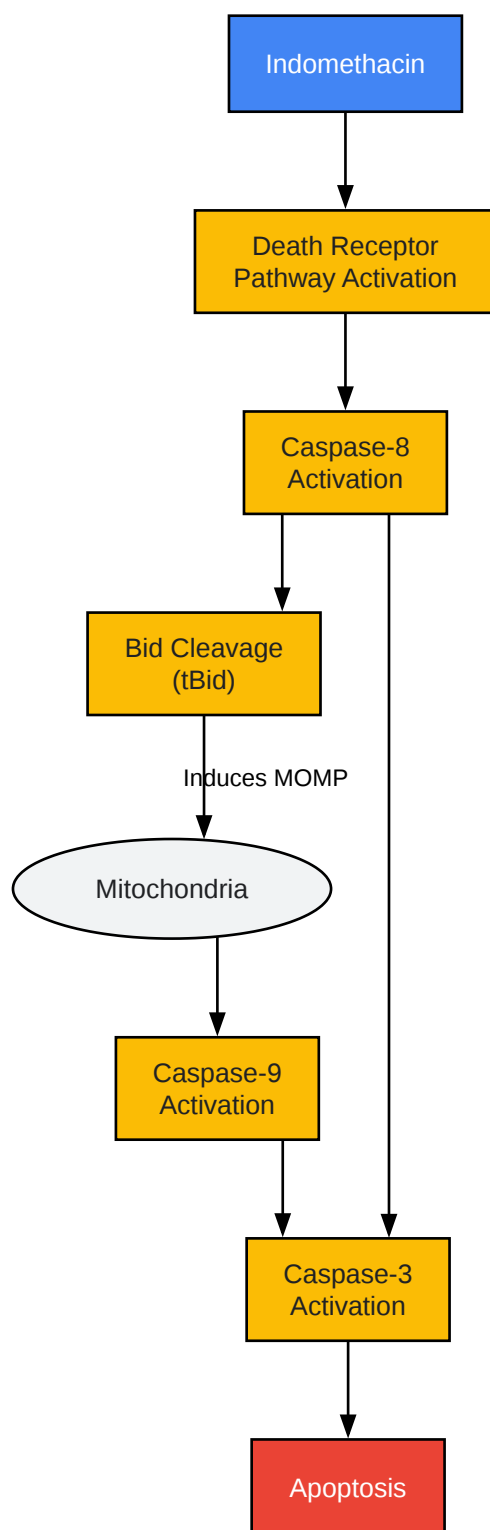 Indomethacin
Death Receptor
Pathway Activation
Caspase-8
Activation
Bid Cleavage
(tBid)
Induces MOMP
Mitochondria
Caspase-9
Activation
Caspase-3
Activation
Apoptosis